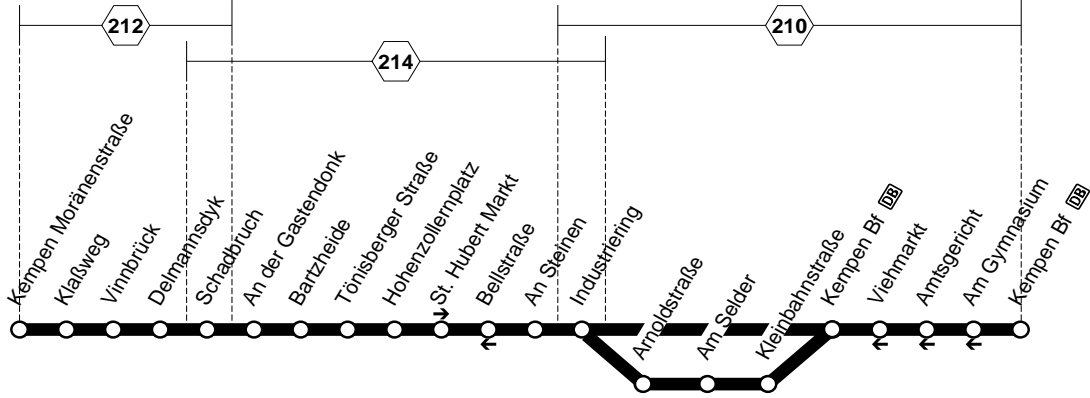 212
210
214
Kempen Moränenstraße
Klaßweg
Vinnbrück
Delmannsdyk
Schadbruch
An der Gastendonk
Bartzheide
Tönisberger Straße
Hohenzollernplatz
St. Hubert Markt
Bellstraße
An Steinen
Industriering
Arnoldstraße
Am Selder
Kleinbahnstraße
Kempen Bf DB
Viehmarkt
Amtsgericht
Am Gymnasium
Kempen Bf DB